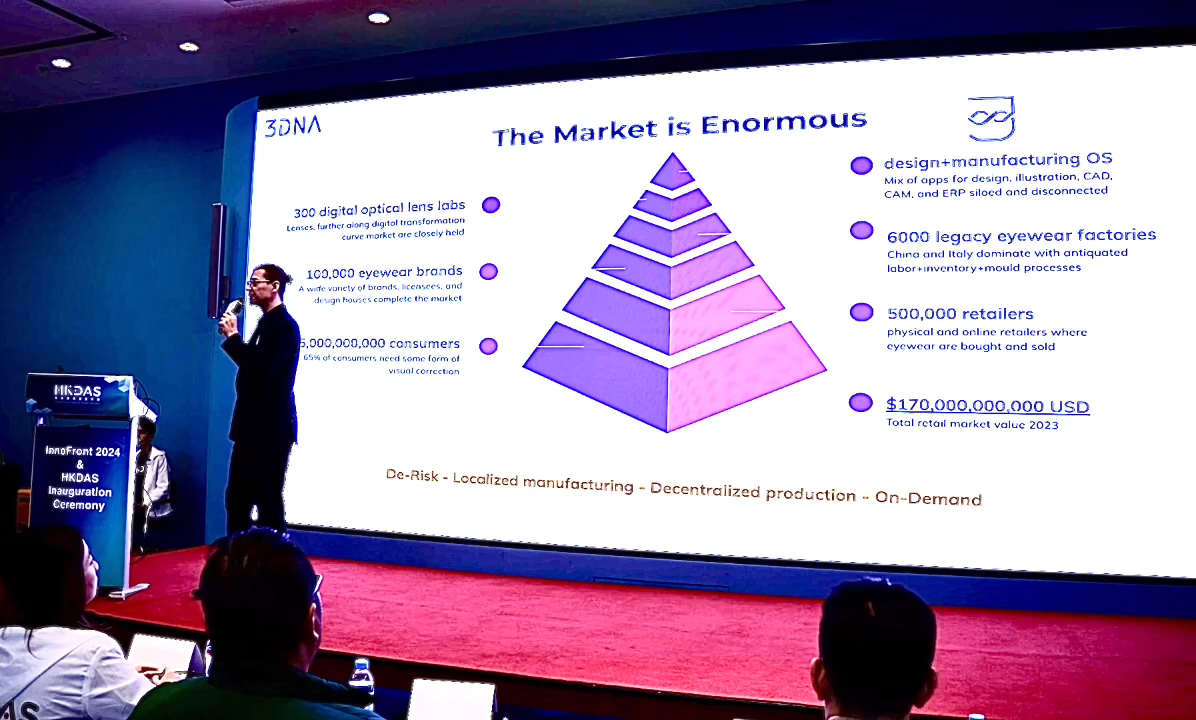 3DNA
The Market is Enormous
300 digital optical lens labs
Lenses, further along digital transformation
curve market are closely held
100,000 eyewear brands
A wide variety of brands, licensees, and
design houses complete the market
,000,000,000 consumers
65% of consumers need some form of
visual correction
design+manufacturing OS
Mix of apps for design, illustration, CAD,
CAM, and ERP siloed and disconnected
6000 legacy eyewear factories
China and Italy dominate with antiquated
labor+inventory+mould processes
500,000 retailers
physical and online retailers where
eyewear are bought and sold
$170,000,000,000 USD
Total retail market value 2023
De-Risk - Localized manufacturing - Decentralized production - On-Demand
HKDAS
InnoFront 2024
&
HKDAS
Inauguration
Ceremony
AS